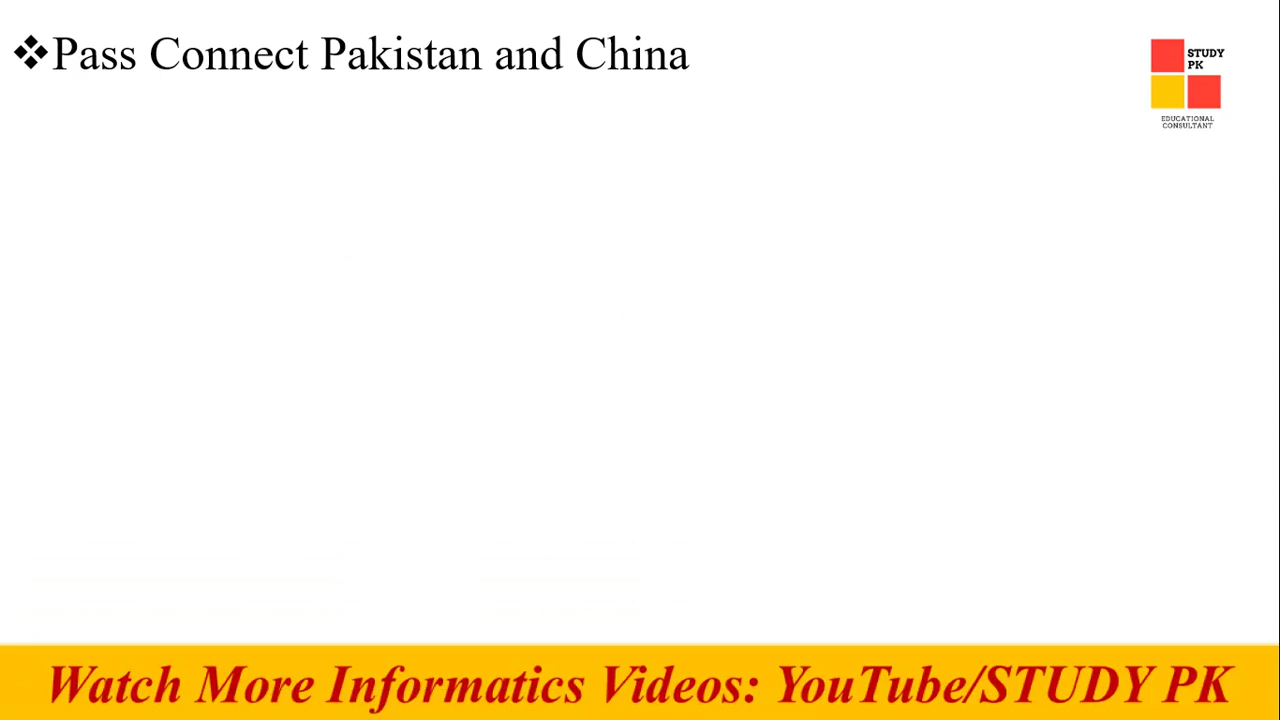 ❖Pass Connect Pakistan and China
STUDY
PK
EDUCATIONAL
CONSULTANT
Watch More Informatics Videos: YouTube/STUDY PK